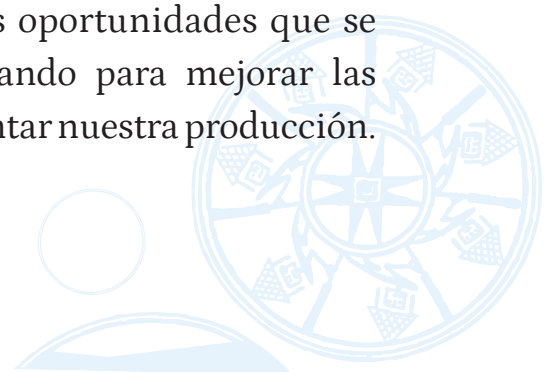 s oportunidades que se
ando para mejorar las
ntar nuestra producción.